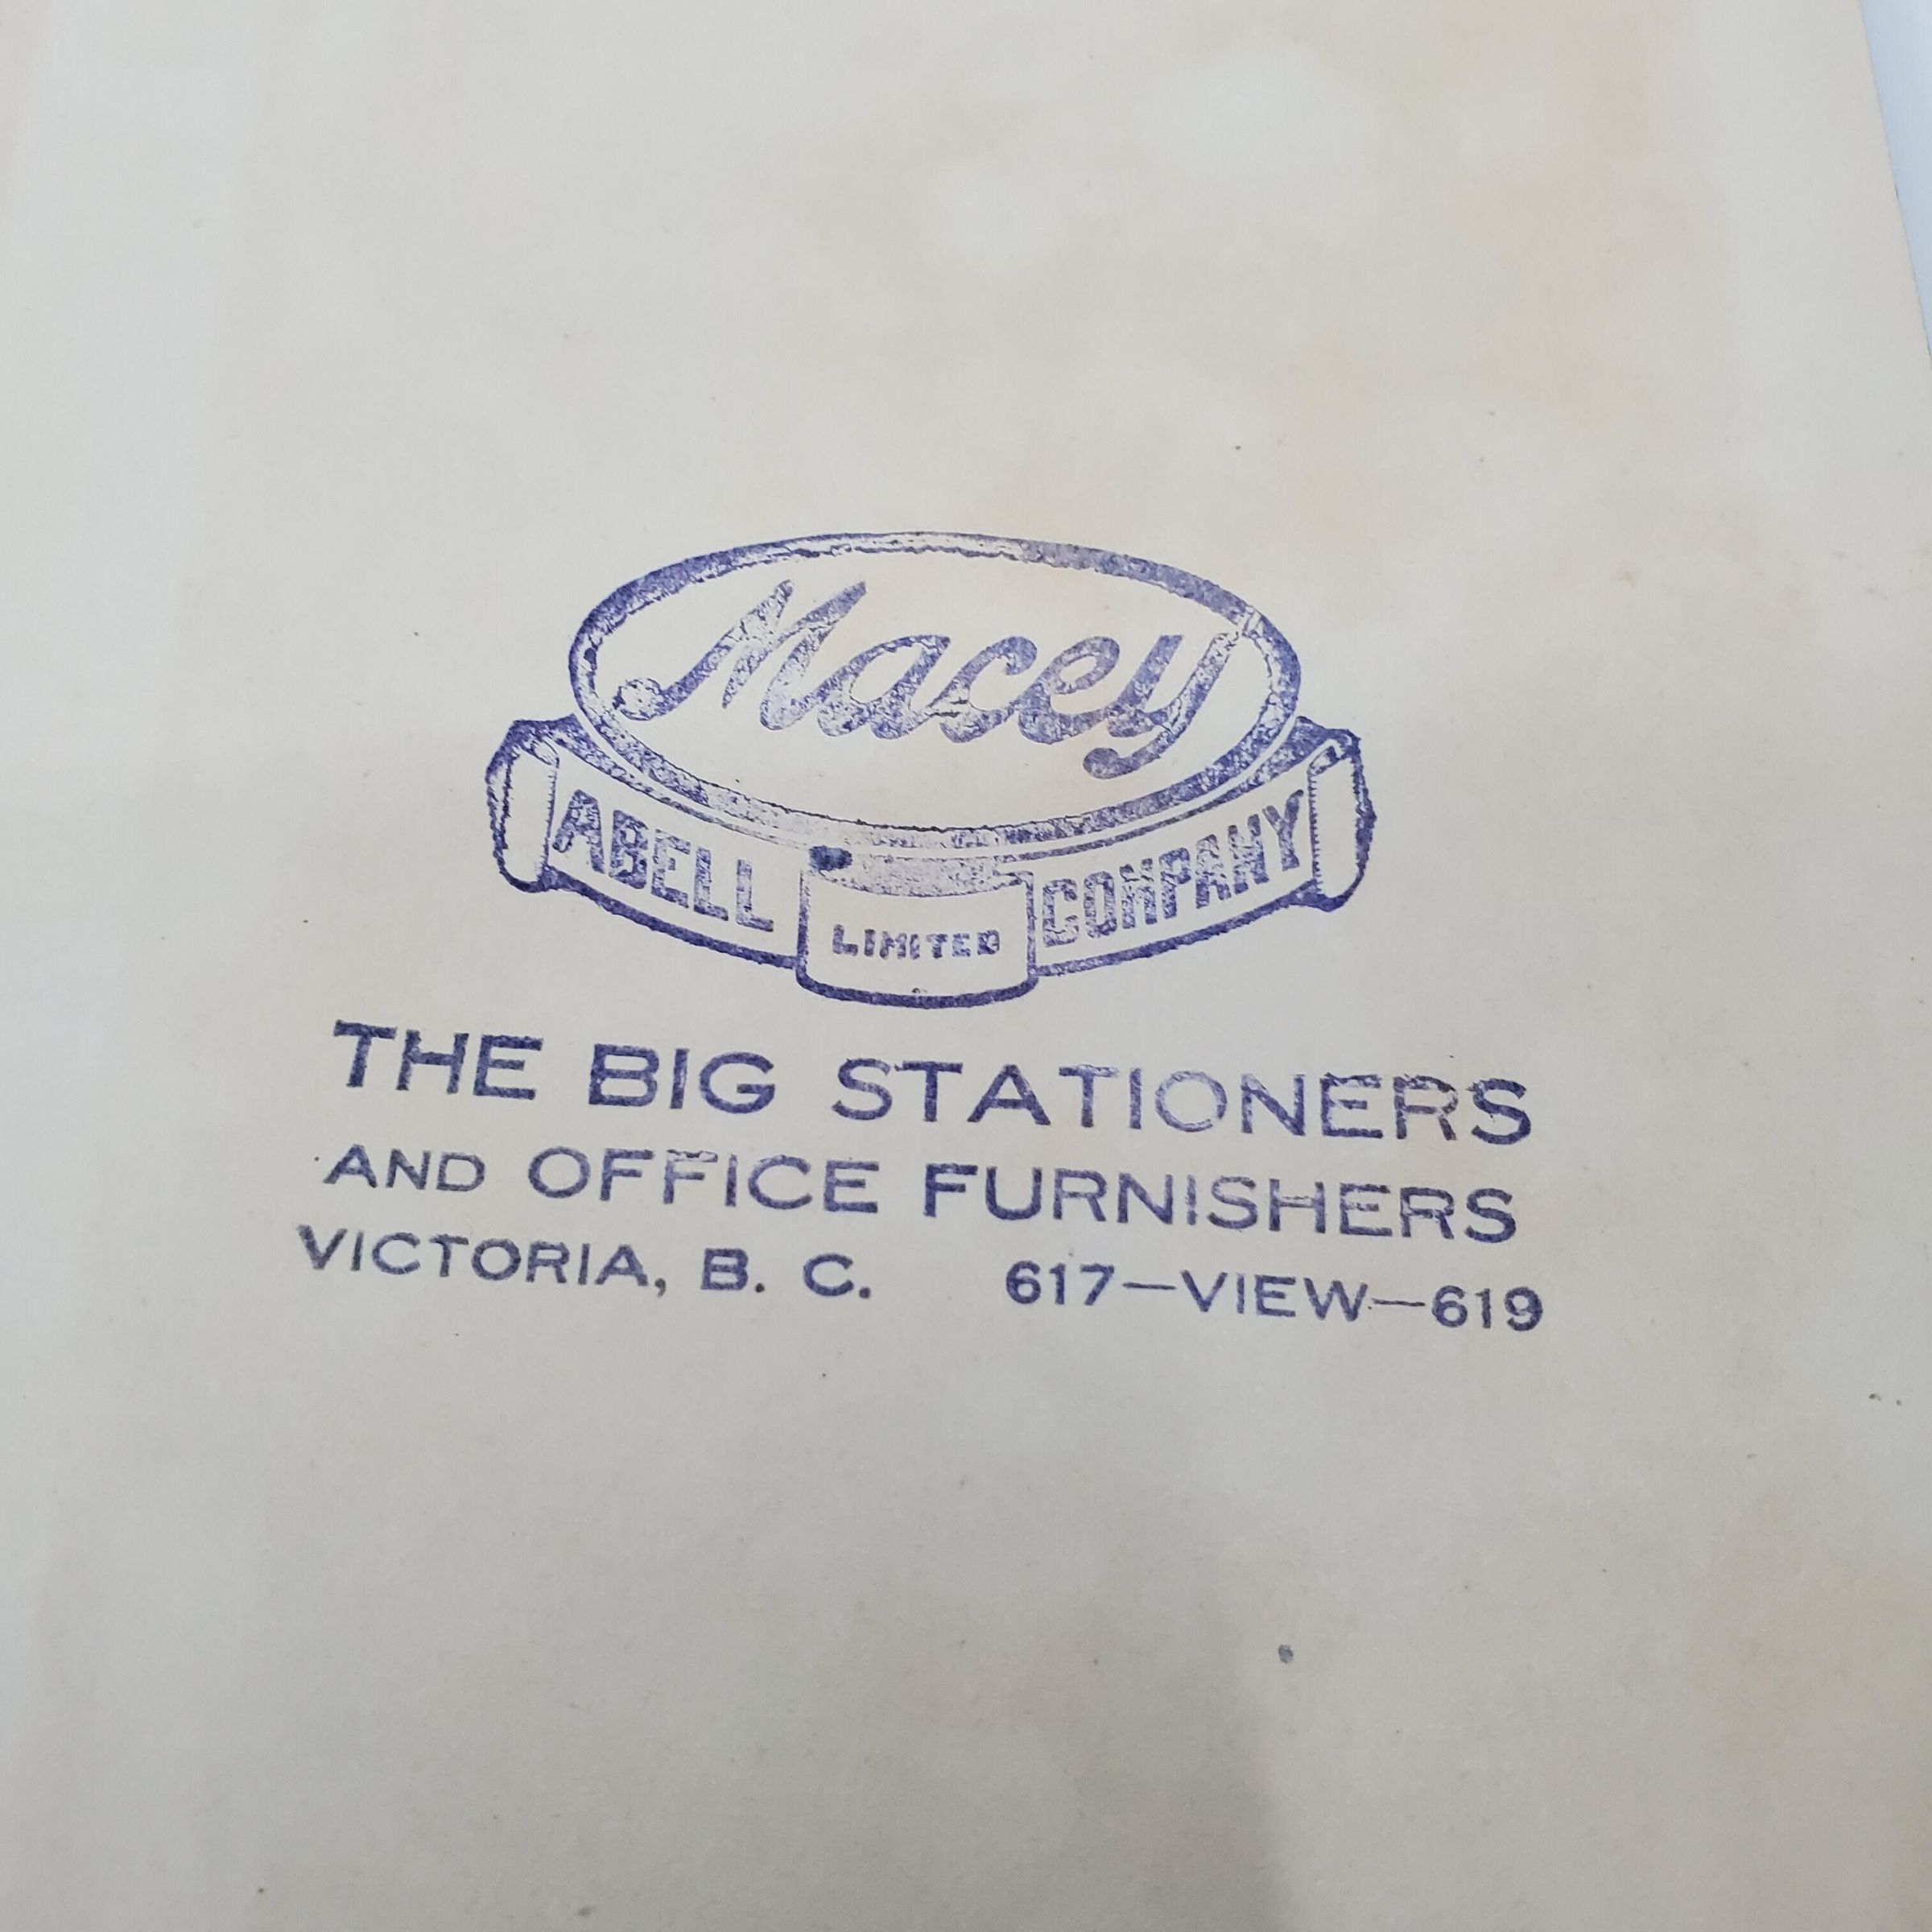 Macey
ABELL LIMITED COMPANY
THE BIG STATIONERS
AND OFFICE FURNISHERS
VICTORIA, B. C. 617—VIEW—619